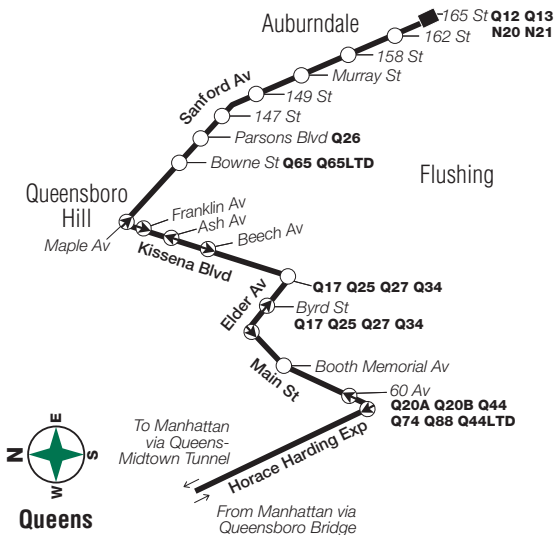 Auburndale
165 St Q12 Q13
N20 N21
162 St
158 St
Murray St
Sanford Av
149 St
147 St
Parsons Blvd Q26
Bowne St Q65 Q65LTD
Flushing
Queensboro
Hill
Franklin Av
Ash Av
Beech Av
Maple Av
Kissena Blvd
Q17 Q25 Q27 Q34
Elder Av
Byrd St
Q17 Q25 Q27 Q34
Booth Memorial Av
Main St
60 Av
Q20A Q20B Q44
Q74 Q88 Q44LTD
Horace Harding Exp
To Manhattan
via Queens-
Midtown Tunnel
From Manhattan via
Queensboro Bridge
E
N
S
W
Queens